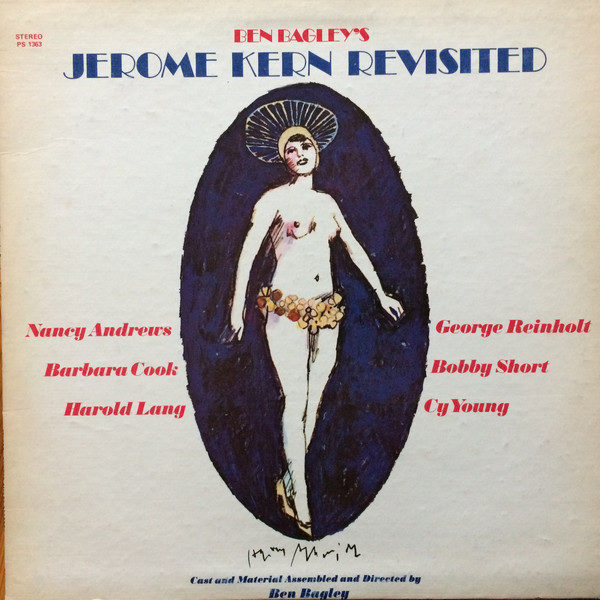 STEREO
PS 1363
BEN BAGLEY'S
JEROME KERN REVISITED
Nancy Andrews
Barbara Cook
Harold Lang
George Reinholt
Bobby Short
Cy Young
Cast and Material Assembled and Directed by
Ben Bagley